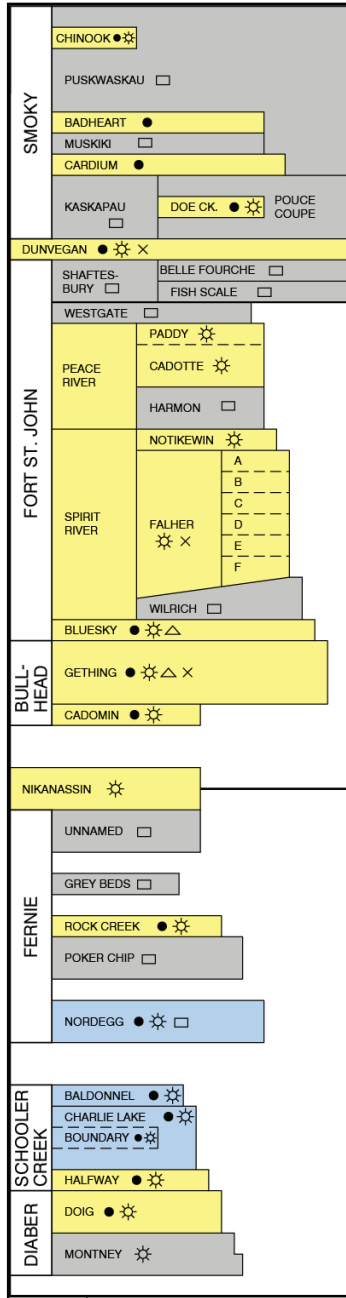 SMOKY
CHINOOK
PUSKWASKAU
BADHEART
MUSKIKI
CARDIUM
KASKAPAU
DOE CK.
POUCE
COUPE
DUNVEGAN
FORT ST. JOHN
SHAFTES-
BURY
BELLE FOURCHE
FISH SCALE
WESTGATE
PEACE
RIVER
PADDY
CADOTTE
HARMON
SPIRIT
RIVER
NOTIKEWIN
FALHER
A
B
C
D
E
F
WILRICH
BLUESKY
BULL-
HEAD
GETHING
CADOMIN
NIKANASSIN
FERNIE
UNNAMED
GREY BEDS
ROCK CREEK
POKER CHIP
NORDEGG
SCHOOLER
CREEK
BALDONNEL
CHARLIE LAKE
BOUNDARY
HALFWAY
DIABER
DOIG
MONTNEY